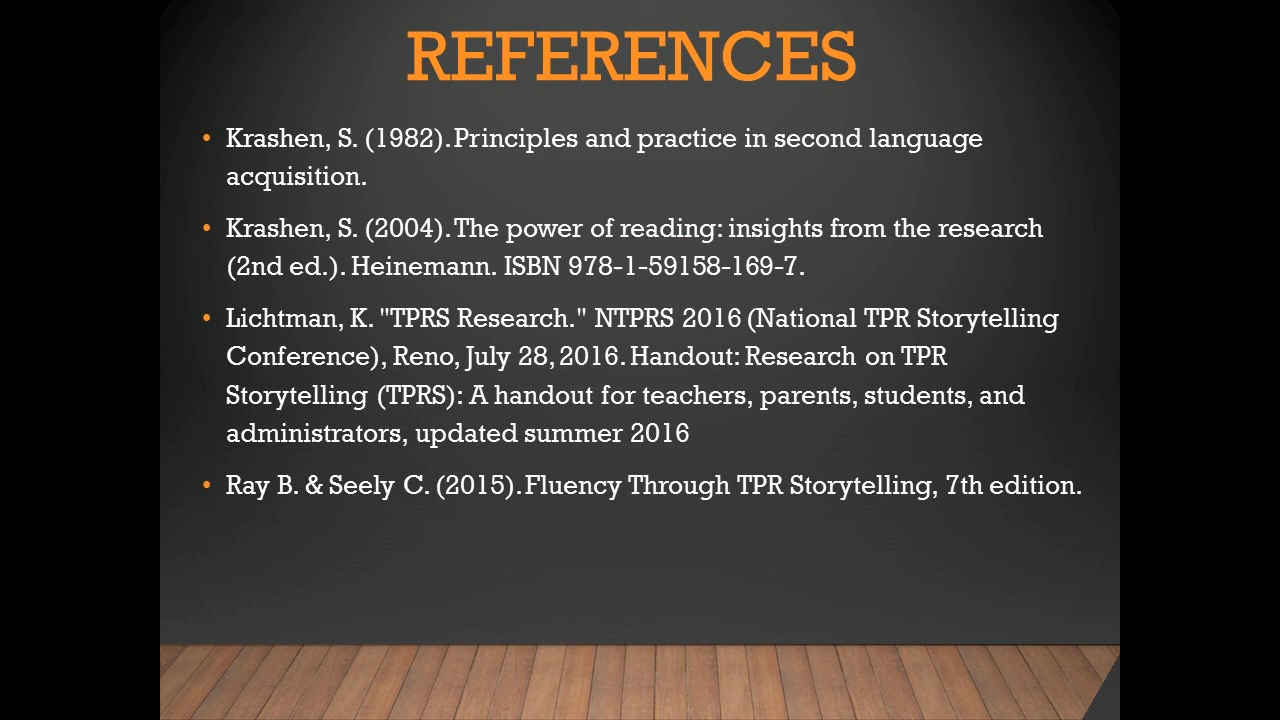 REFERENCES
• Krashen, S. (1982). Principles and practice in second language
acquisition.
• Krashen, S. (2004). The power of reading: insights from the research
(2nd ed.). Heinemann. ISBN 978-1-59158-169-7.
• Lichtman, K. "TPRS Research." NTPRS 2016 (National TPR Storytelling
Conference), Reno, July 28, 2016. Handout: Research on TPR
Storytelling (TPRS): A handout for teachers, parents, students, and
administrators, updated summer 2016
• Ray B. & Seely C. (2015). Fluency Through TPR Storytelling, 7th edition.